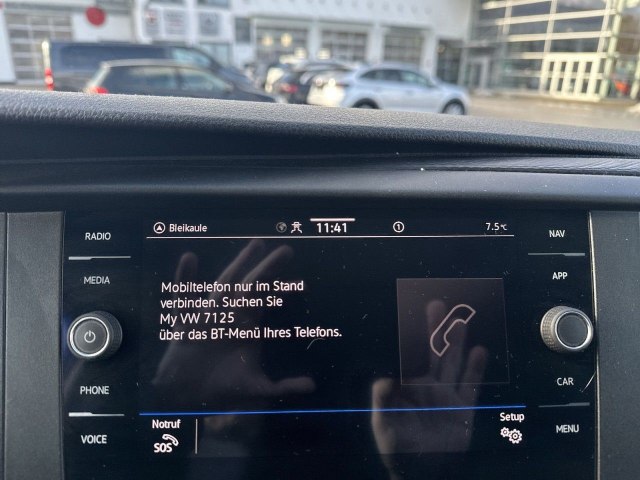 RADIO
MEDIA
PHONE
VOICE
Bleikaule
11:41
1
7.5°C
Mobiltelefon nur im Stand
verbinden. Suchen Sie
My VW 7125
über das BT-Menü Ihres Telefons.
Notruf
SOS
Setup
NAV
APP
CAR
MENU